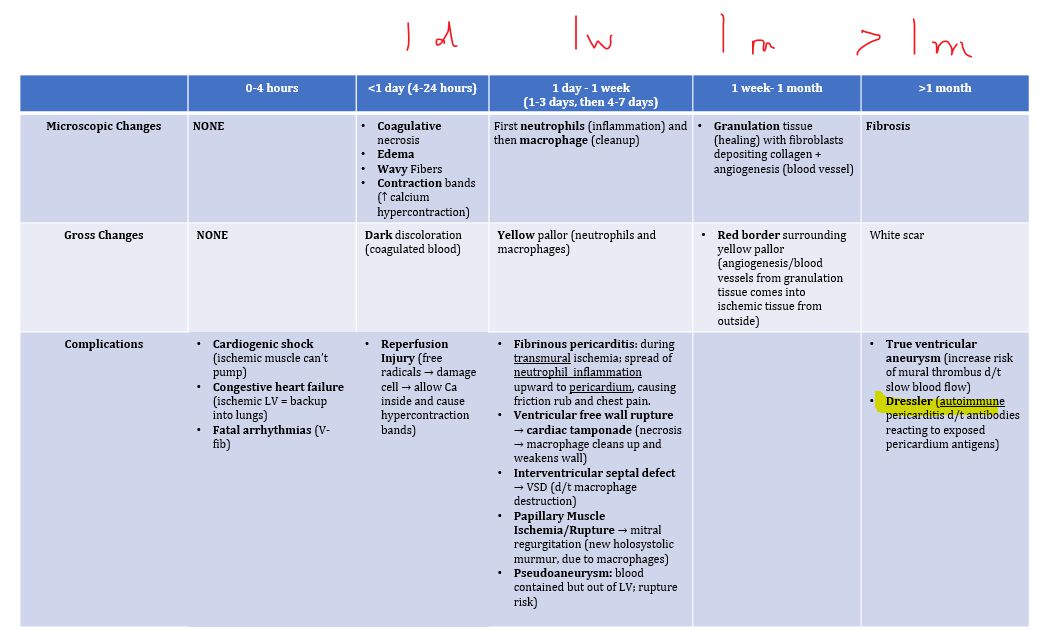 1 d 1w 1 m > 1 m
0-4 hours
<1 day (4-24 hours)
1 day - 1 week
(1-3 days, then 4-7 days)
1 week- 1 month
>1 month
Microscopic Changes
NONE
• Coagulative
necrosis
• Edema
• Wavy Fibers
• Contraction bands
(↑ calcium
hypercontraction)
First neutrophils (inflammation) and
then macrophage (cleanup)
• Granulation tissue
(healing) with fibroblasts
depositing collagen +
angiogenesis (blood vessel)
Fibrosis
Gross Changes
NONE
Dark discoloration
(coagulated blood)
Yellow pallor (neutrophils and
macrophages)
• Red border surrounding
yellow pallor
(angiogenesis/blood
vessels from granulation
tissue comes into
ischemic tissue from
outside)
White scar
Complications
• Cardiogenic shock
(ischemic muscle can't
pump)
• Congestive heart failure
(ischemic LV = backup
into lungs)
• Fatal arrhythmias (V-
fib)
• Reperfusion
Injury (free
radicals → damage
cell → allow Ca
inside and cause
hypercontraction
bands)
• Fibrinous pericarditis: during
transmural ischemia; spread of
neutrophil inflammation
upward to pericardium, causing
friction rub and chest pain.
• Ventricular free wall rupture
→ cardiac tamponade (necrosis
→ macrophage cleans up and
weakens wall)
• Interventricular septal defect
→ VSD (d/t macrophage
destruction)
• Papillary Muscle
Ischemia/Rupture → mitral
regurgitation (new holosystolic
murmur, due to macrophages)
• Pseudoaneurysm: blood
contained but out of LV; rupture
risk)
• True ventricular
aneurysm (increase risk
of mural thrombus d/t
slow blood flow)
• Dressler (autoimmune
pericarditis d/t antibodies
reacting to exposed
pericardium antigens)